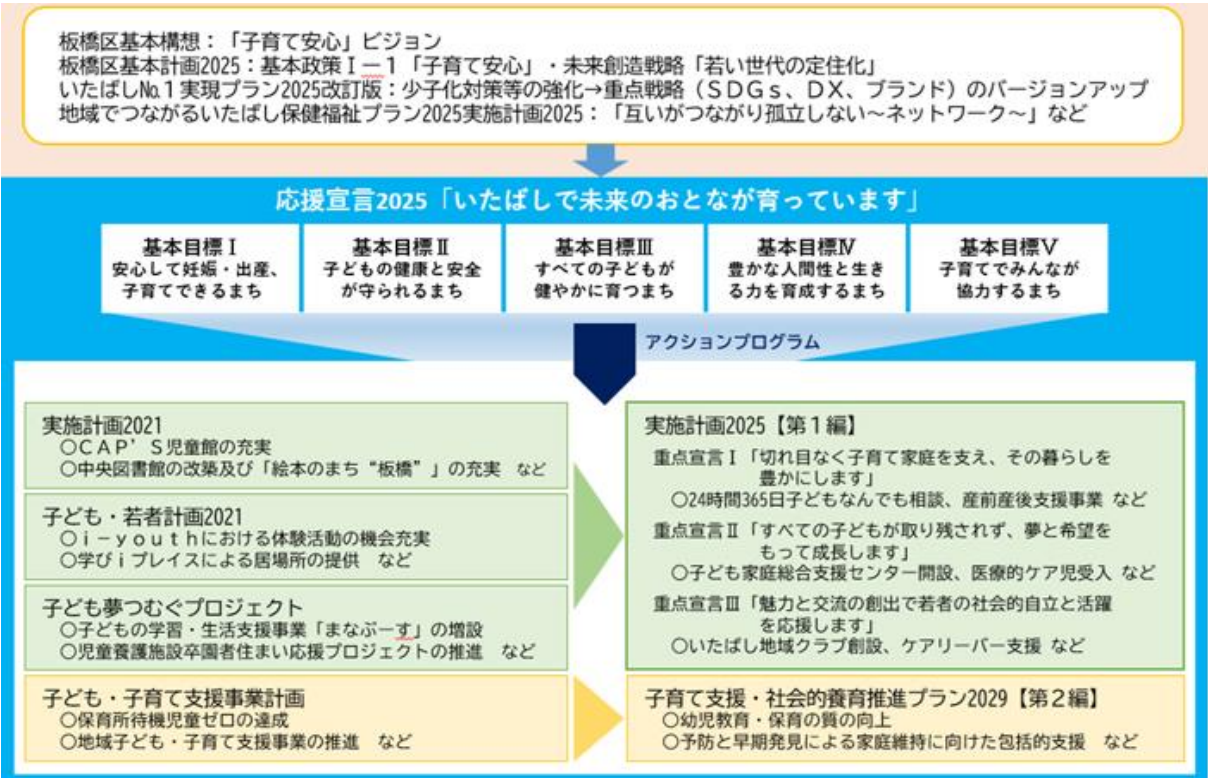 板橋区基本構想：「子育て安心」ビジョン
板橋区基本計画2025：基本政策Ⅰ－１「子育て安心」・未来創造戦略「若い世代の定住化」
いたばし№１実現プラン2025改訂版：少子化対策等の強化→重点戦略（ＳＤＧｓ、ＤＸ、ブランド）のバージョンアップ
地域でつながるいたばし保健福祉プラン2025実施計画2025：「互いがつながり孤立しない～ネットワーク～」など
応援宣言2025「いたばしで未来のおとなが育っています」
基本目標Ⅰ
安心して妊娠・出産、
子育てできるまち
基本目標Ⅱ
子どもの健康と安全
が守られるまち
基本目標Ⅲ
すべての子どもが
健やかに育つまち
基本目標Ⅳ
豊かな人間性と生き
る力を育成するまち
基本目標Ⅴ
子育てでみんなが
協力するまち
アクションプログラム
実施計画2021
○ＣＡＰ’Ｓ児童館の充実
○中央図書館の改築及び「絵本のまち“板橋”」の充実 など
子ども・若者計画2021
○ｉ－ｙｏｕｔｈにおける体験活動の機会充実
○学びｉプレイスによる居場所の提供 など
子ども夢つむぐプロジェクト
○子どもの学習・生活支援事業「まなぶーす」の増設
○児童養護施設卒園者住まい応援プロジェクトの推進 など
子ども・子育て支援事業計画
○保育所待機児童ゼロの達成
○地域子ども・子育て支援事業の推進 など
実施計画2025【第１編】
重点宣言Ⅰ「切れ目なく子育て家庭を支え、その暮らしを
豊かにします」
○24時間365日子どもなんでも相談、産前産後支援事業 など
重点宣言Ⅱ「すべての子どもが取り残されず、夢と希望を
もって成長します」
○子ども家庭総合支援センター開設、医療的ケア児受入 など
重点宣言Ⅲ「魅力と交流の創出で若者の社会的自立と活躍
を応援します」
○いたばし地域クラブ創設、ケアリーバー支援 など
子育て支援・社会的養育推進プラン2029【第２編】
○幼児教育・保育の質の向上
○予防と早期発見による家庭維持に向けた包括的支援 など